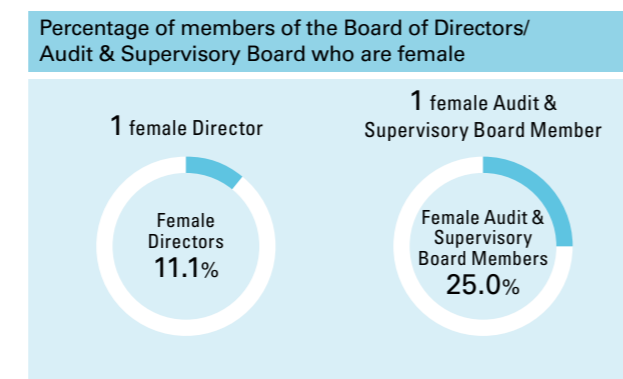 Percentage of members of the Board of Directors/
Audit & Supervisory Board who are female
1 female Director
Female
Directors
11.1%
1 female Audit &
Supervisory Board Member
Female Audit &
Supervisory
Board Members
25.0%